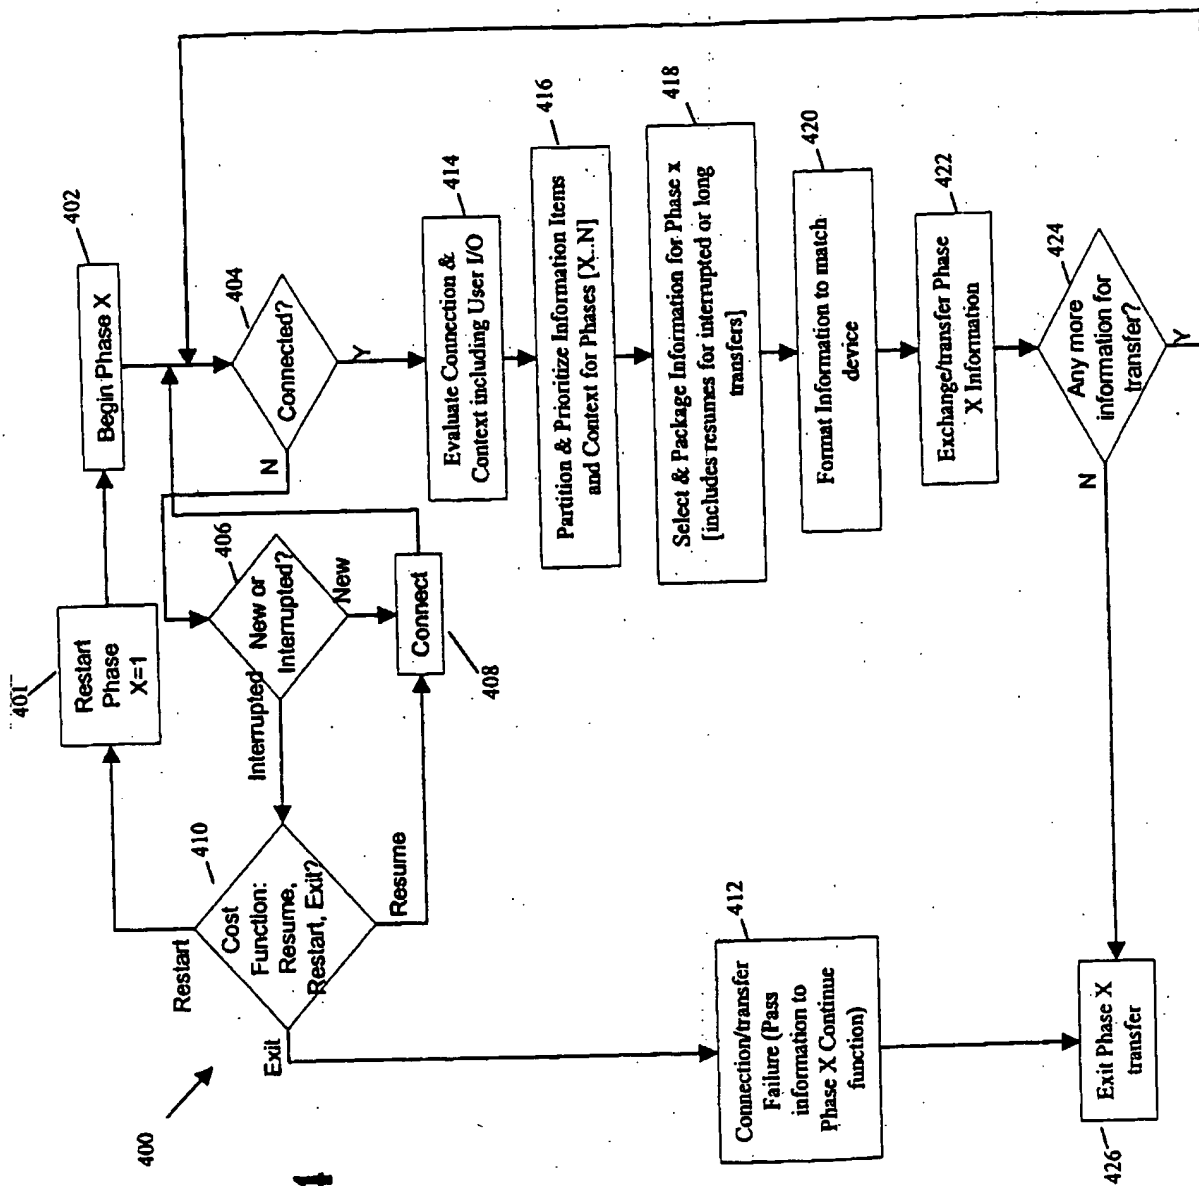 400
401
Restart
Phase
X=1
402
Begin Phase X
404
Connected?
N
Y
406
New or
Interrupted?
Interrupted
New
408
Connect
410
Cost
Function:
Resume,
Restart, Exit?
Restart
Resume
Exit
412
Connection/transfer
Failure (Pass
information to
Phase X Continue
function)
414
Evaluate Connection &
Context including User I/O
416
Partition & Prioritize Information Items
and Context for Phases [X..N]
418
Select & Package Information for Phase x
[includes resumes for interrupted or long
transfers]
420
Format Information to match
device
422
Exchange/transfer Phase
X Information
424
Any more
information for
transfer?
N
Y
426
Exit Phase X
transfer